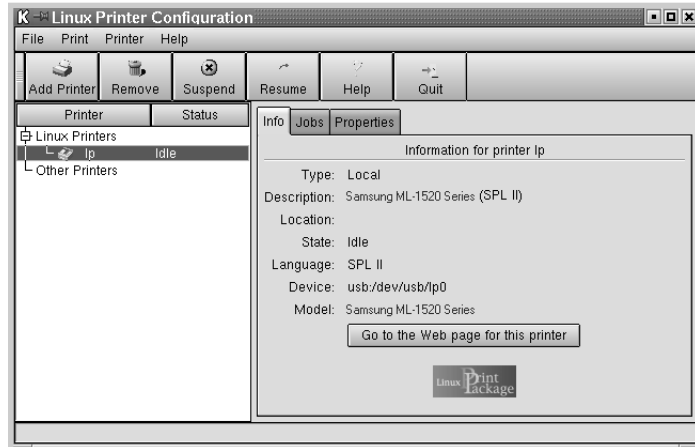 K Linux Printer Configuration
File Print Printer Help
Add Printer Remove Suspend Resume Help Quit
Printer Status
Linux Printers
lp Idle
Other Printers
Info Jobs Properties
Information for printer lp
Type: Local
Description: Samsung ML-1520 Series (SPL II)
Location:
State: Idle
Language: SPL II
Device: usb:/dev/usb/lp0
Model: Samsung ML-1520 Series
Go to the Web page for this printer
Linux Print Package